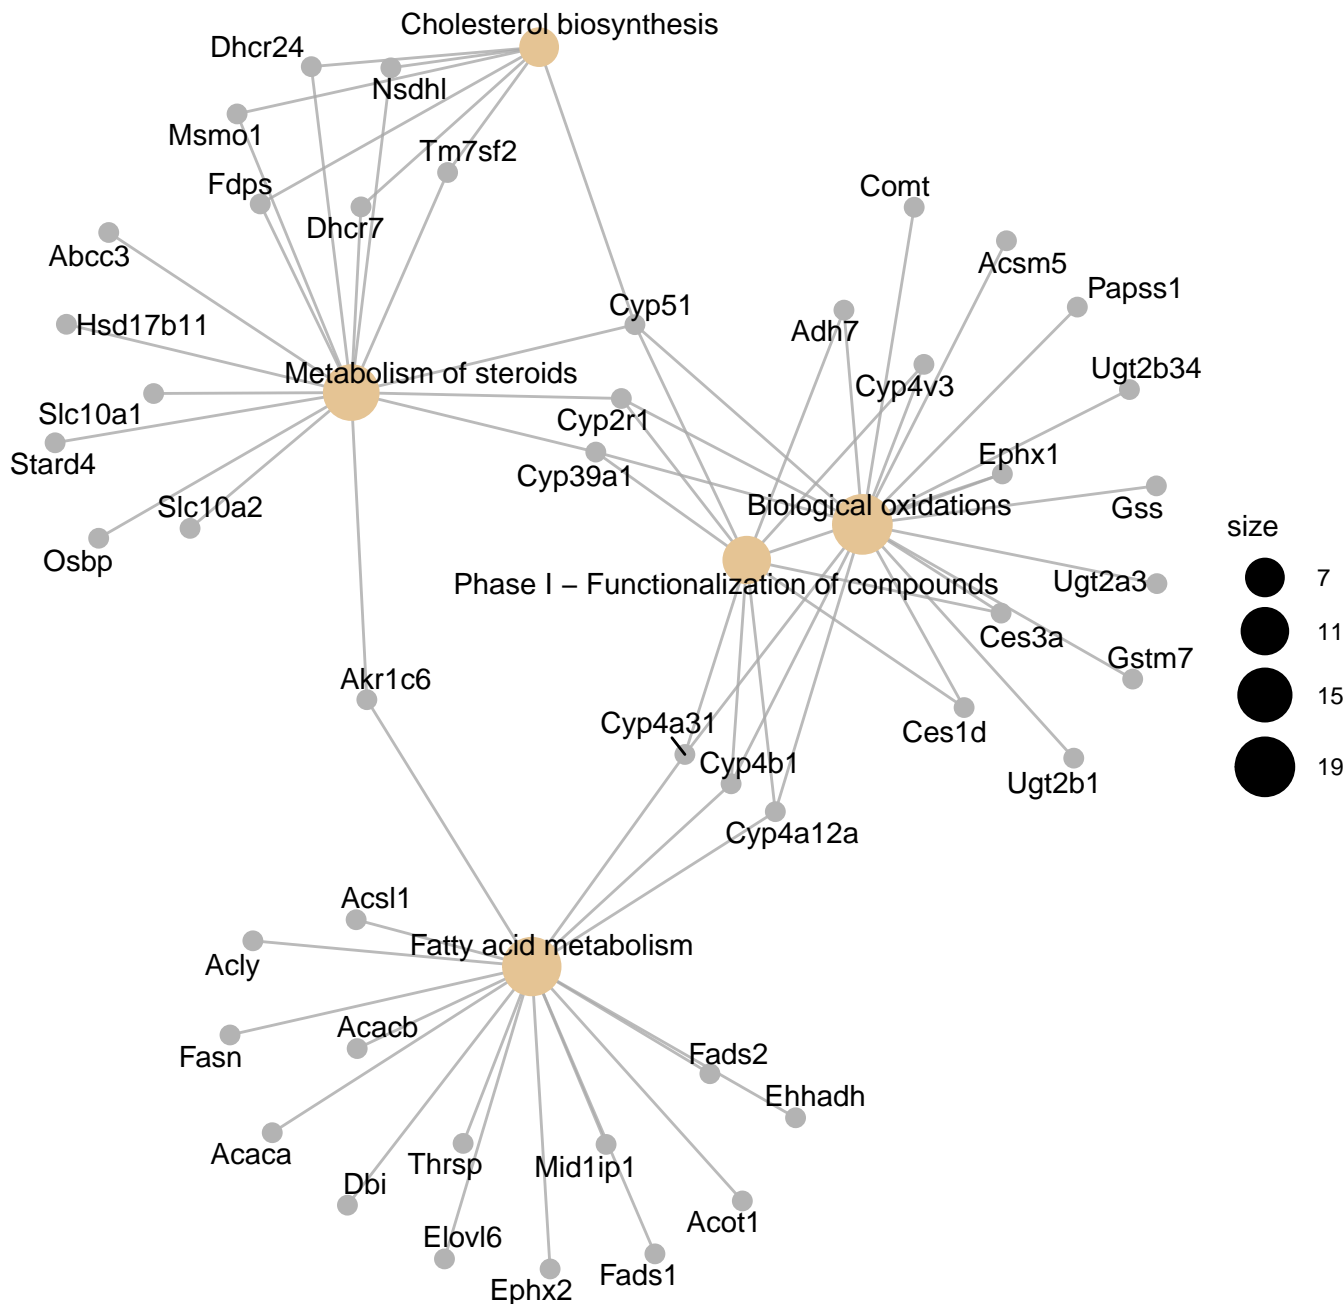 Cholesterol biosynthesis
Dhcr24
Nsdhl
Msmo1
Tm7sf2
Fdps
Comt
Dhcr7
Abcc3
Acsm5
Papss1
Cyp51
Hsd17b11
Adh7
Metabolism of steroids
Cyp4v3
Ugt2b34
Slc10a1
Cyp2r1
Stard4
Cyp39a1
Ephx1
Slc10a2
Biological oxidations
Gss
Osbp
size
Phase I – Functionalization of compounds
Ugt2a3
7
11
Ces3a
Gstm7
Akr1c6
15
Cyp4a31
Ces1d
Cyp4b1
19
Ugt2b1
Cyp4a12a
Acsl1
Fatty acid metabolism
Acly
Acacb
Fasn
Fads2
Ehhadh
Acaca
Thrsp
Mid1ip1
Dbi
Acot1
Elovl6
Fads1
Ephx2